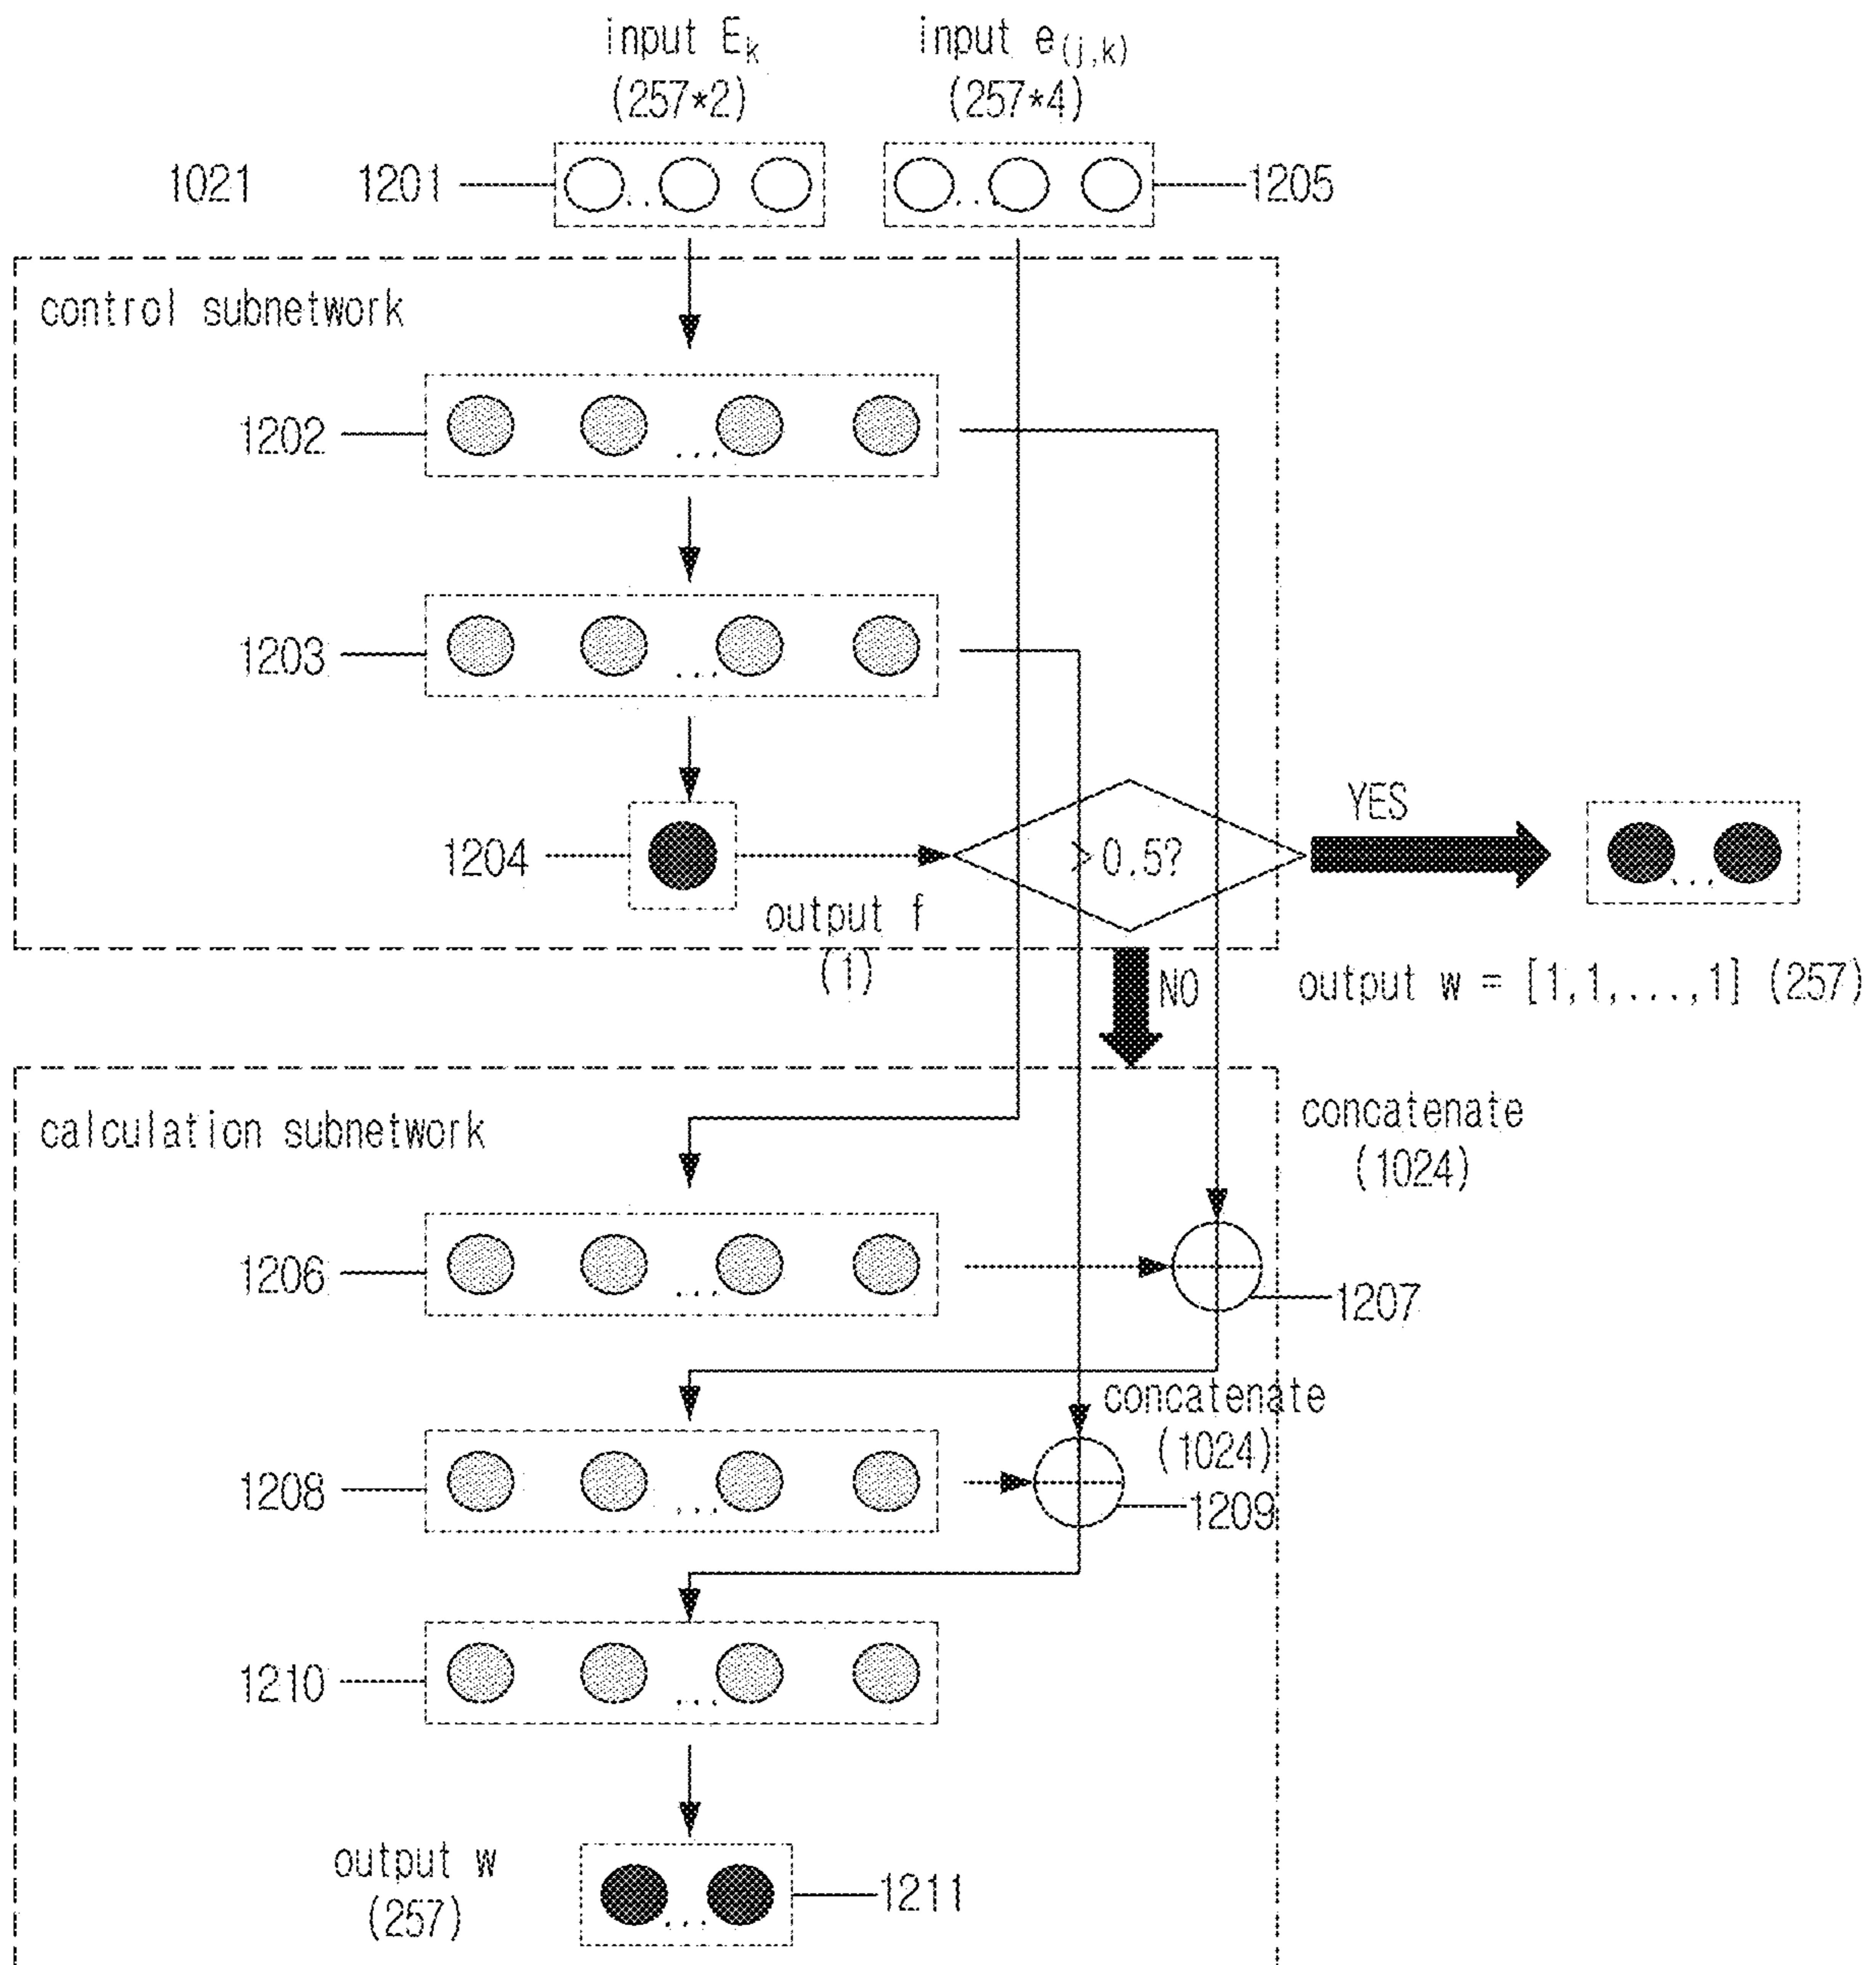 input Ek
(257*2)
input e(j,k)
(257*4)
1021
1201
...
...
1205
control subnetwork
1202
...
1203
...
1204
output f
(1)
> 0.5?
YES
...
output w = [1,1,...,1] (257)
NO
calculation subnetwork
concatenate
(1024)
1206
...
1207
concatenate
(1024)
1208
...
1209
1210
...
output w
(257)
...
1211